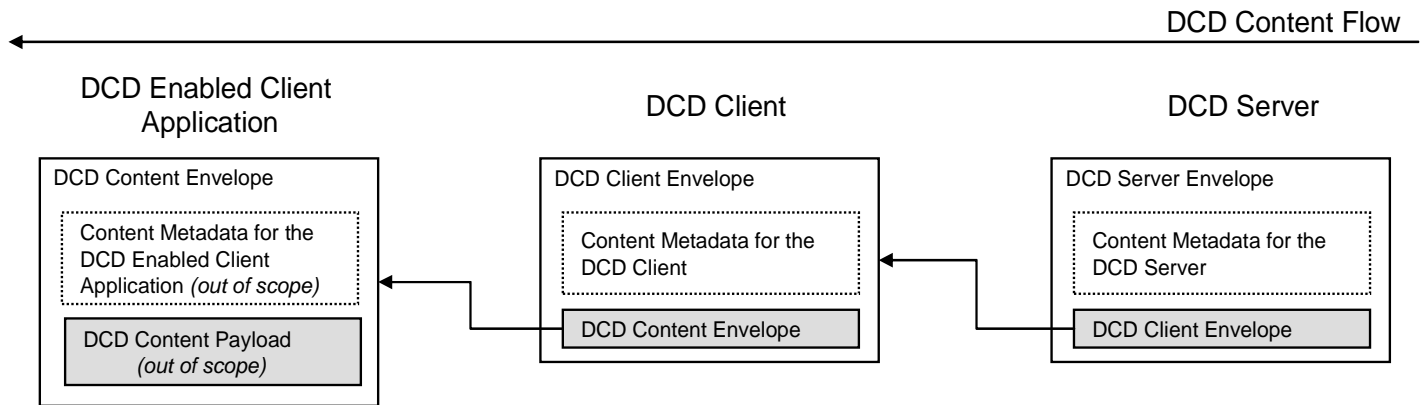 DCD Content Flow
DCD Enabled Client
Application
DCD Client
DCD Server
DCD Content Envelope
Content Metadata for the
DCD Enabled Client
Application (out of scope)
DCD Content Payload
(out of scope)
DCD Client Envelope
Content Metadata for the
DCD Client
DCD Content Envelope
DCD Server Envelope
Content Metadata for the
DCD Server
DCD Client Envelope